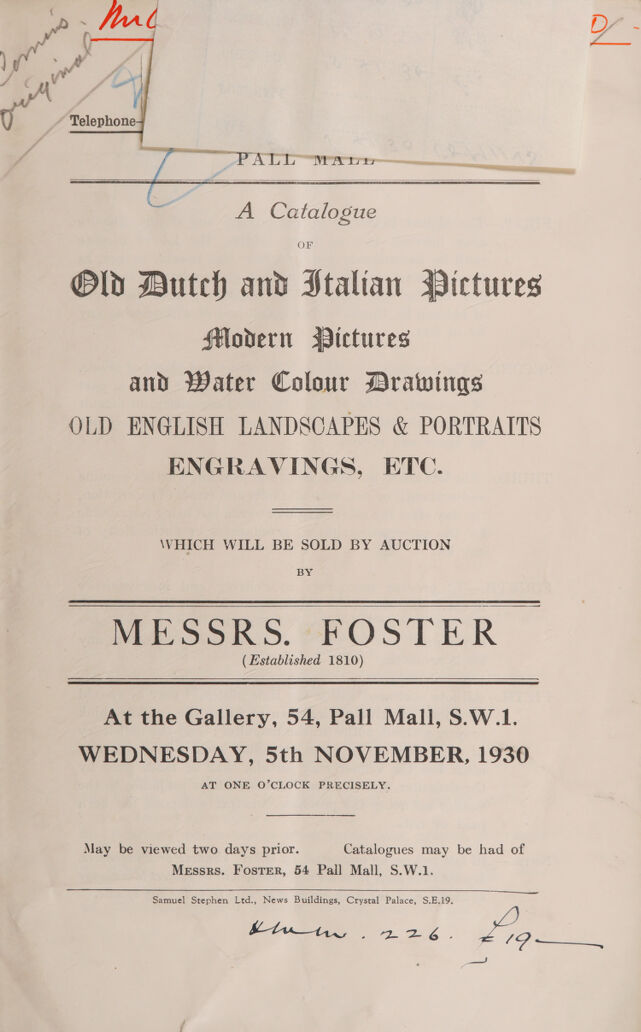 original
Telephone—
PALL MALL
A Catalogue
OF
Old Dutch and Italian Pictures
Modern Pictures
and Water Colour Drawings
OLD ENGLISH LANDSCAPES & PORTRAITS
ENGRAVINGS, ETC.
WHICH WILL BE SOLD BY AUCTION
BY
MESSRS. FOSTER
(Established 1810)
At the Gallery, 54, Pall Mall, S.W.1.
WEDNESDAY, 5th NOVEMBER, 1930
AT ONE O'CLOCK PRECISELY.
May be viewed two days prior. Catalogues may be had of
MESSRS. FOSTER, 54 Pall Mall, S.W.1.
Samuel Stephen Ltd., News Buildings, Crystal Palace, S.E.19.
226. £19—